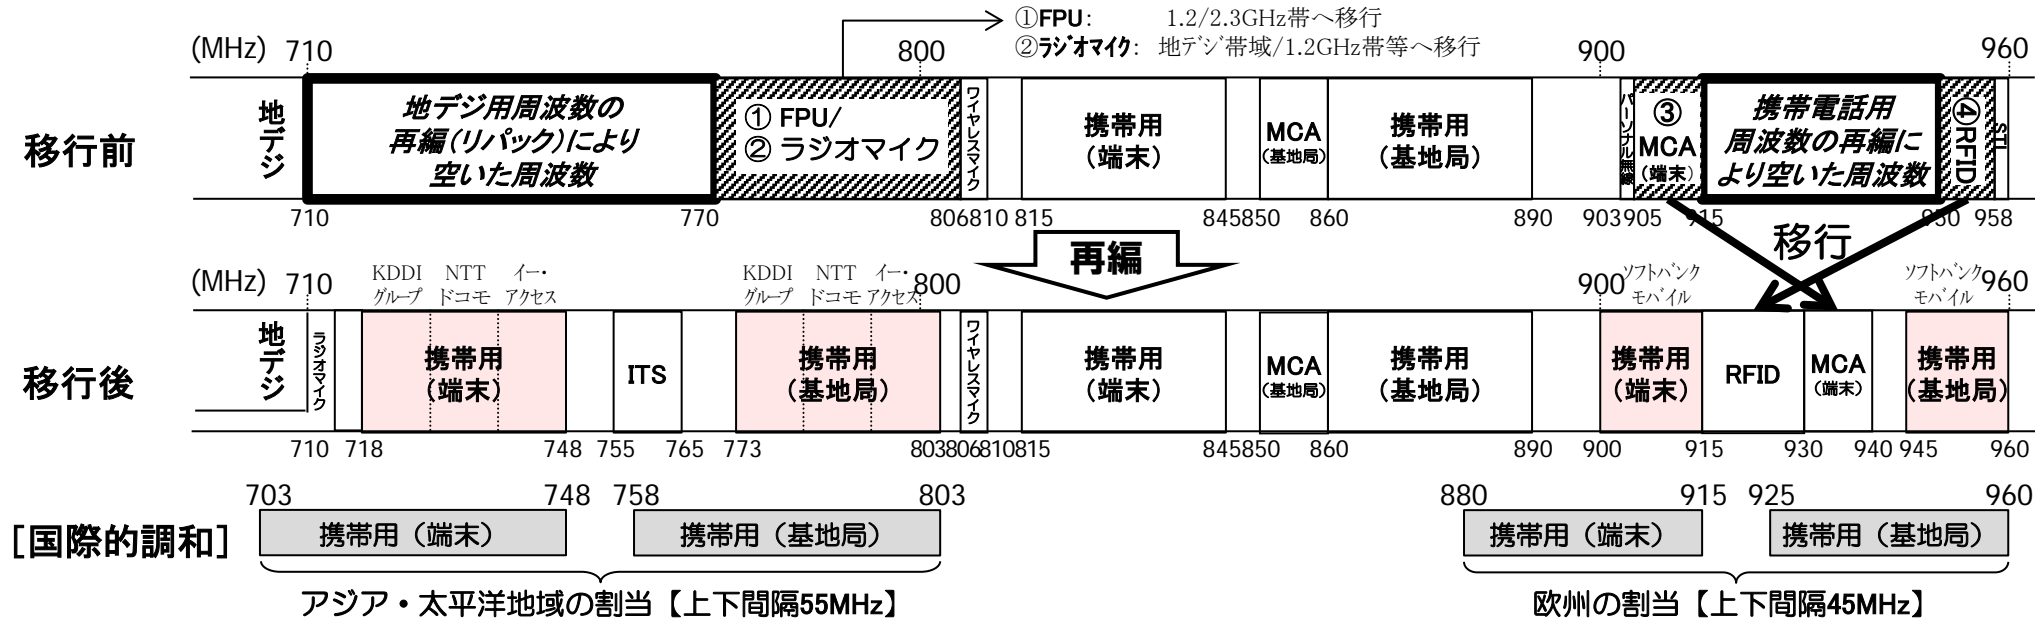 ①FPU: 1.2/2.3GHz帯へ移行
②ラジオマイク: 地デジ帯域/1.2GHz帯等へ移行
(MHz) 710 800 900 960
移行前
地デジ
地デジ用周波数の
再編(リパック)により
空いた周波数
① FPU/
② ラジオマイク
ワイヤレスマイク
携帯用
(端末)
MCA
(基地局)
携帯用
(基地局)
パーソナル無線
③
MCA
(端末)
携帯電話用
周波数の再編に
より空いた周波数
④RFID
STL
710 770 806 810 815 845 850 860 890 903 905 915 950 958
再編
移行
(MHz) 710 800 900 960
KDDI
グループ
NTT
ドコモ
イー・
アクセス
KDDI
グループ
NTT
ドコモ
イー・
アクセス
ソフトバンク
モバイル
ソフトバンク
モバイル
移行後
地デジ
ラジオマイク
携帯用
(端末)
ITS
携帯用
(基地局)
ワイヤレスマイク
携帯用
(端末)
MCA
(基地局)
携帯用
(基地局)
携帯用
(端末)
RFID
MCA
(端末)
携帯用
(基地局)
710 718 748 755 765 773 803 806 810 815 845 850 860 890 900 915 930 940 945 960
703 748 758 803 880 915 925 960
[国際的調和]
携帯用（端末） 携帯用（基地局） 携帯用（端末） 携帯用（基地局）
アジア・太平洋地域の割当【上下間隔55MHz】 欧州の割当【上下間隔45MHz】